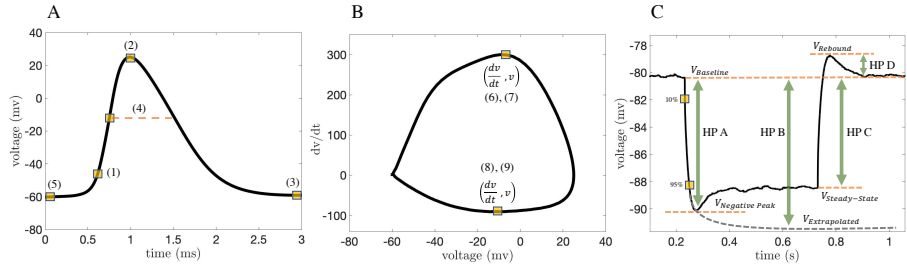 A
B
C
40
20
0
-20
-40
-60
-80
voltage (mv)
0
0.5
1
1.5
2
2.5
3
time (ms)
(2)
(4)
(1)
(5)
(3)
300
200
100
0
-100
dv/dt
-80
-60
-40
-20
0
20
40
voltage (mv)
(dv/dt, v)
(6), (7)
(8), (9)
(dv/dt, v)
-78
-80
-82
-84
-86
-88
-90
voltage (mv)
0.2
0.4
0.6
0.8
1
time (s)
V_Rebound
HP D
V_Baseline
10%
HP A
HP B
HP C
95%
V_Negative Peak
V_Steady−State
V_Extrapolated